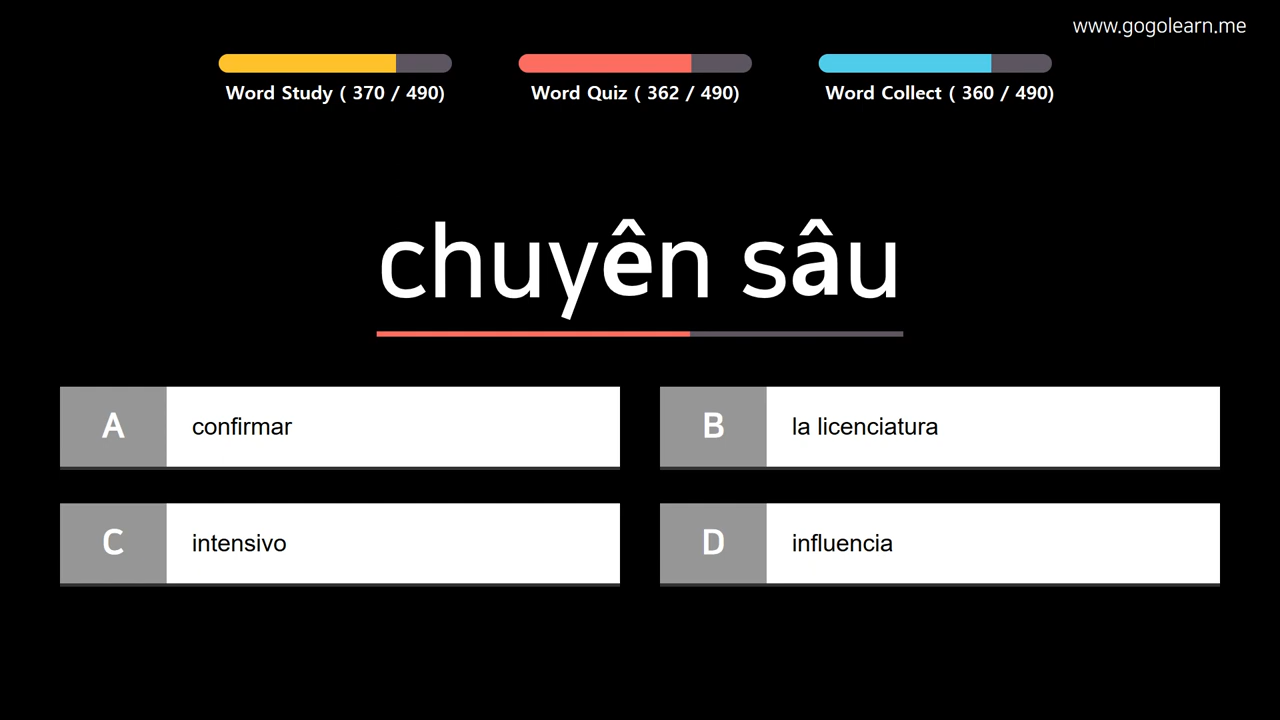 www.gogolearn.me
Word Study ( 370 / 490)
Word Quiz ( 362 / 490)
Word Collect ( 360 / 490)
chuyên sâu
A confirmar
B la licenciatura
C intensivo
D influencia